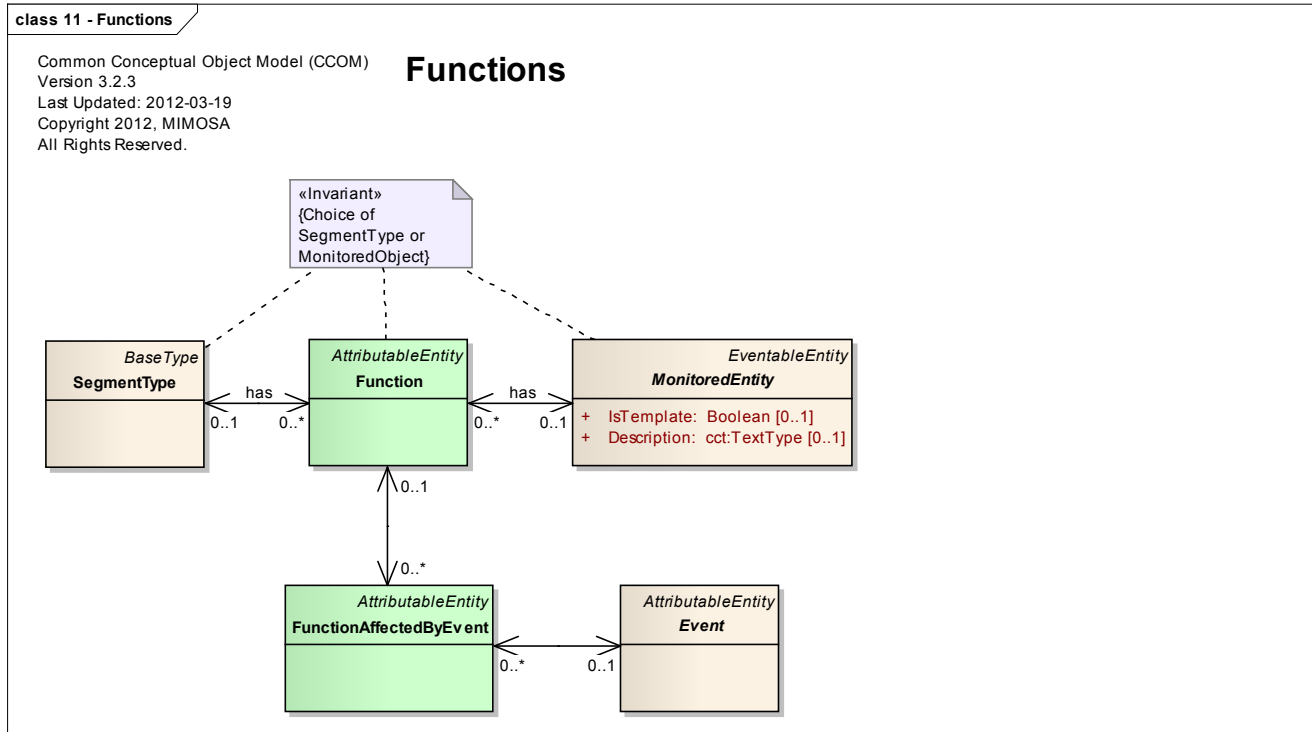 class 11 - Functions
Common Conceptual Object Model (CCOM)
Version 3.2.3
Last Updated: 2012-03-19
Copyright 2012, MIMOSA
All Rights Reserved.
Functions
«Invariant»
{Choice of
SegmentType or
MonitoredObject}
BaseType
SegmentType
AttributableEntity
Function
EventableEntity
MonitoredEntity
+ IsTemplate: Boolean [0..1]
+ Description: cct:TextType [0..1]
has
0..1
0..*
has
0..*
0..1
0..1
0..*
AttributableEntity
FunctionAffectedByEvent
AttributableEntity
Event
0..*
0..1